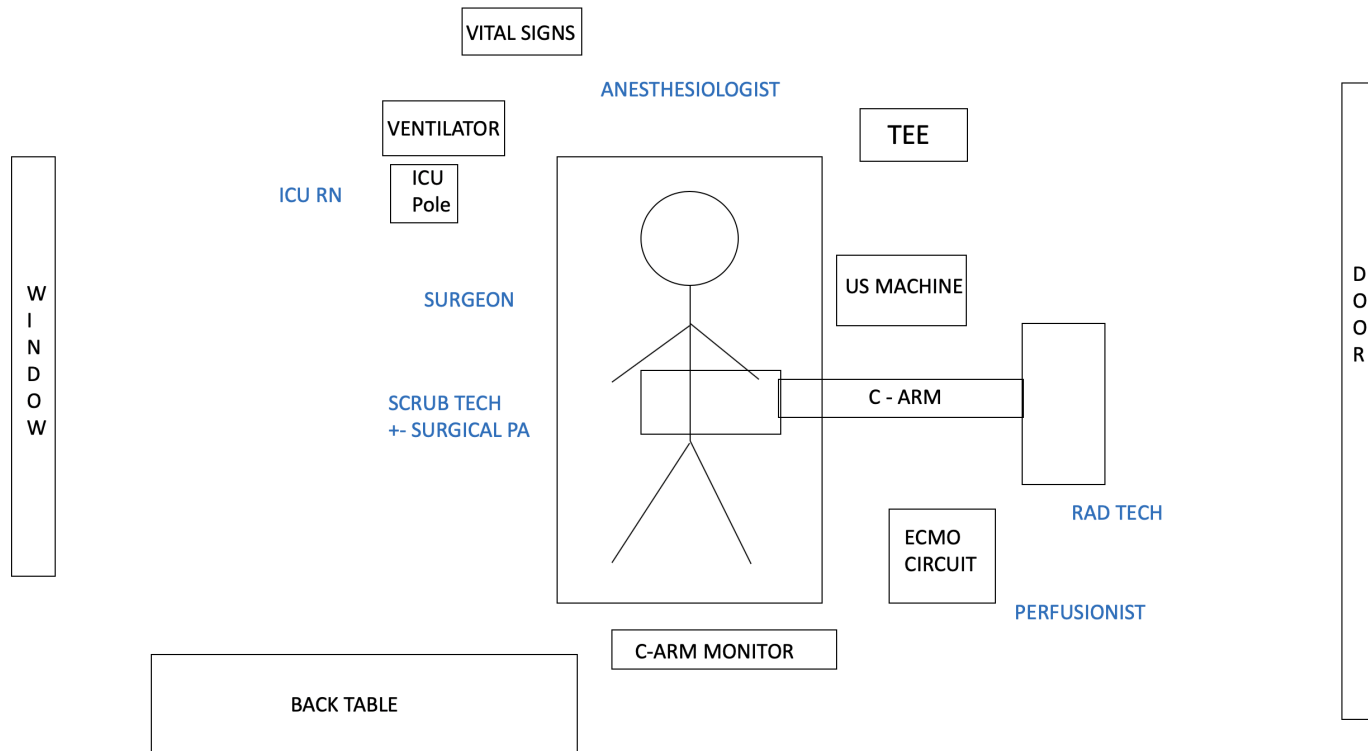 VITAL SIGNS
ANESTHESIOLOGIST
VENTILATOR
TEE
ICU RN
ICU
Pole
SURGEON
US MACHINE
W
I
N
D
O
W
D
O
O
R
SCRUB TECH
+- SURGICAL PA
C - ARM
RAD TECH
ECMO
CIRCUIT
PERFUSIONIST
C-ARM MONITOR
BACK TABLE